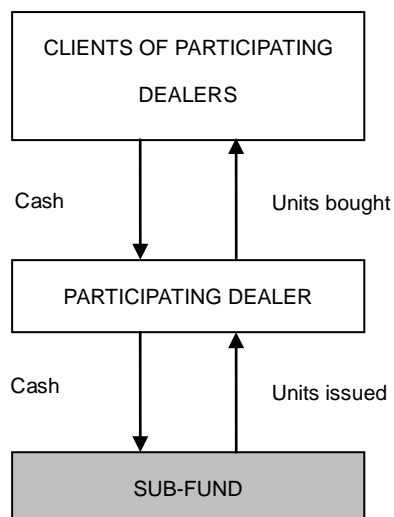 CLIENTS OF PARTICIPATING
DEALERS
Cash
Units bought
PARTICIPATING DEALER
Cash
Units issued
SUB-FUND